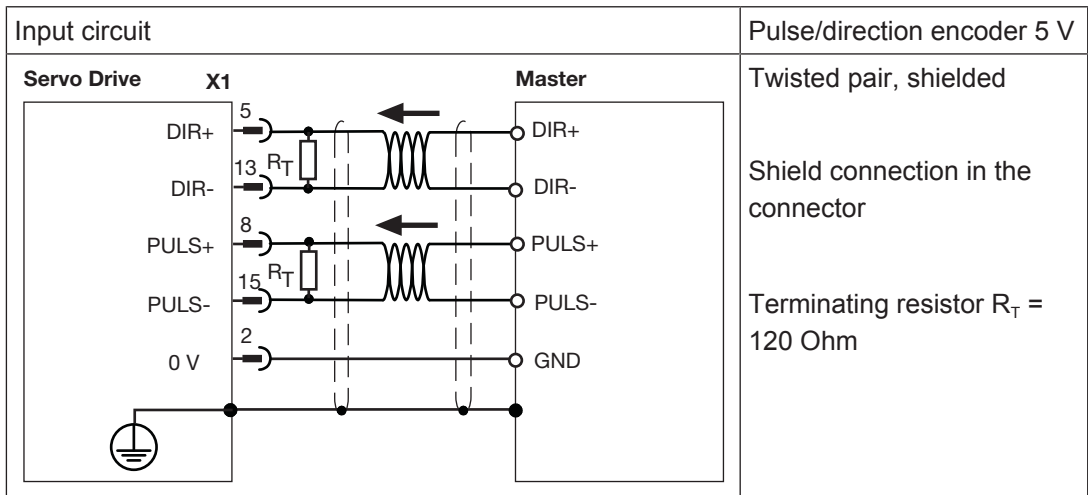 Input circuit
Pulse/direction encoder 5 V
Servo Drive
X1
Master
DIR+
5
DIR+
RT
DIR-
13
DIR-
PULS+
8
PULS+
RT
PULS-
15
PULS-
0 V
2
GND
Twisted pair, shielded
Shield connection in the
connector
Terminating resistor RT =
120 Ohm